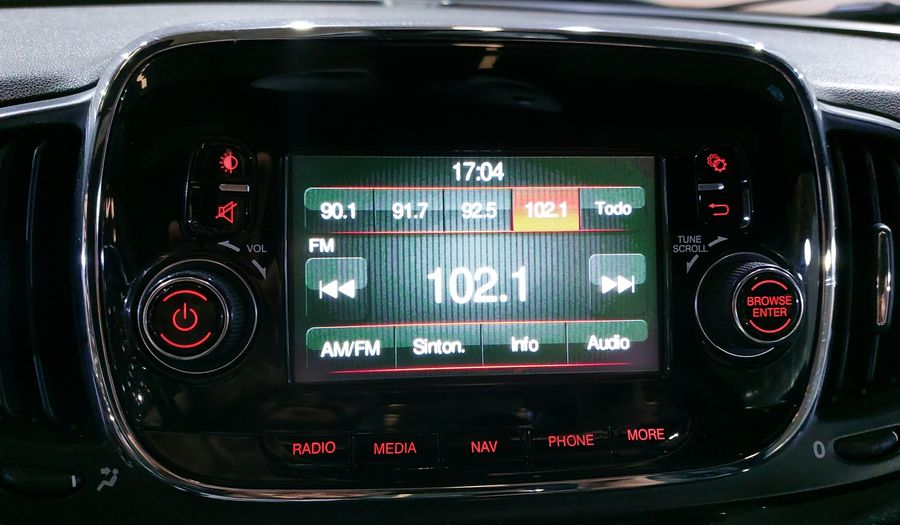 17:04
90.1 91.7 92.5 102.1 Todo
VOL
TUNE
SCROLL
FM
102.1
BROWSE
ENTER
AM/FM Sinton. Info Audio
RADIO MEDIA NAV PHONE MORE
0